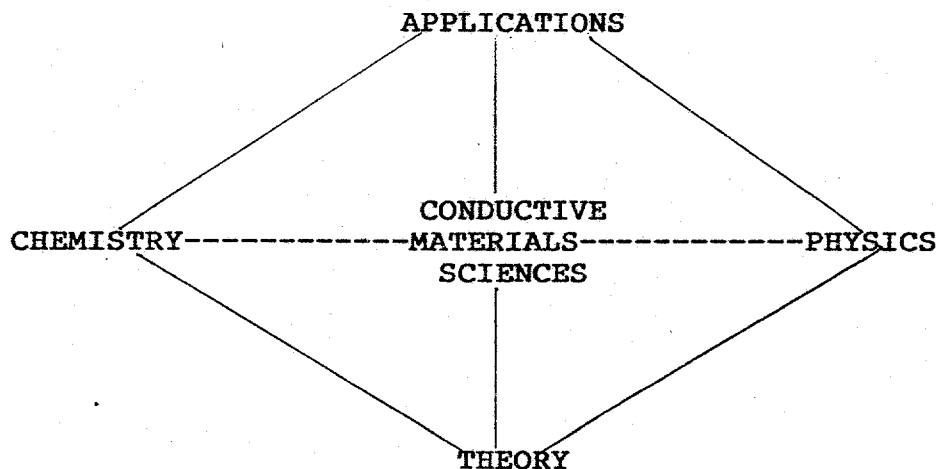 APPLICATIONS
CONDUCTIVE
CHEMISTRY----------MATERIALS----------PHYSICS
SCIENCES
THEORY